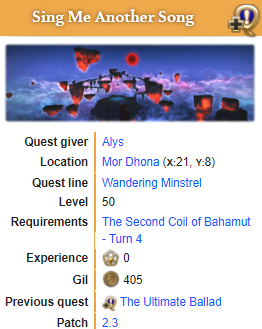 Sing Me Another Song
Quest giver Alys
Location Mor Dhona (X:21, Y:8)
Quest line Wandering Minstrel
Level 50
Requirements The Second Coil of Bahamut
- Turn 4
Experience 0
Gil 405
Previous quest The Ultimate Ballad
Patch 2.3